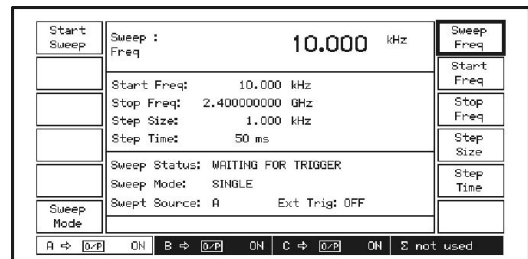 Start
Sweep
Sweep :
Freq
10.000 kHz
Sweep
Freq
Start
Freq
Start Freq: 10.000 kHz
Stop Freq: 2.400000000 GHz
Step Size: 1.000 kHz
Step Time: 50 ms
Stop
Freq
Step
Size
Sweep Status: WAITING FOR TRIGGER
Sweep Mode: SINGLE
Swept Source: A Ext Trig: OFF
Step
Time
Sweep
Mode
A ⇨ O/P ON B ⇨ O/P ON C ⇨ O/P ON Σ not used